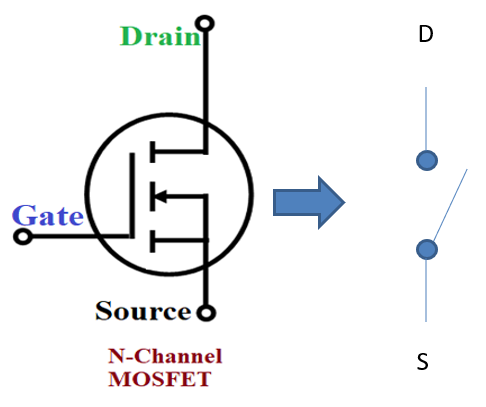 Drain
D
Gate
Source
N-Channel
MOSFET
S